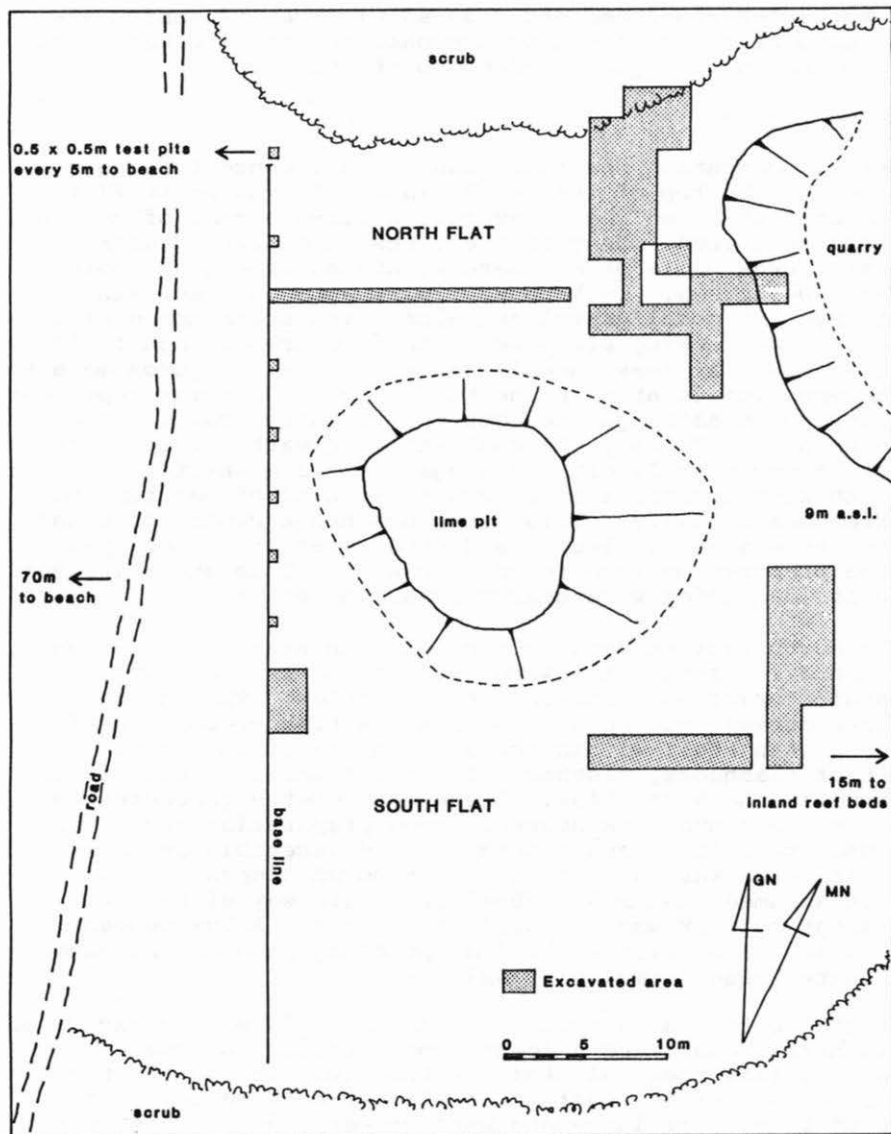 scrub
0.5 x 0.5m test pits
every 5m to beach
NORTH FLAT
quarry
lime pit
9m a.s.l.
70m
to beach
road
base line
SOUTH FLAT
15m to
inland reef beds
GN
MN
Excavated area
0 5 10m
scrub